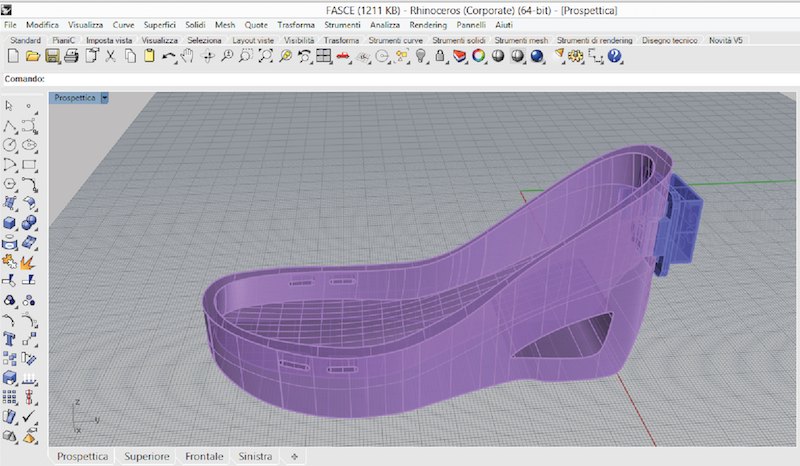 FASCE (1211 KB) - Rhinoceros (Corporate) (64-bit) - [Prospettica]
File Modifica Visualizza Curve Superfici Solidi Mesh Quote Trasforma Strumenti Analizza Rendering Pannelli Aiuti
Standard PianiC Imposta vista Visualizza Seleziona Layout viste Visibilità Trasforma Strumenti curve Strumenti solidi Strumenti mesh Strumenti di rendering Disegno tecnico Novità V5
Comando:
Prospettica
z
y
x
Prospettica Superiore Frontale Sinistra